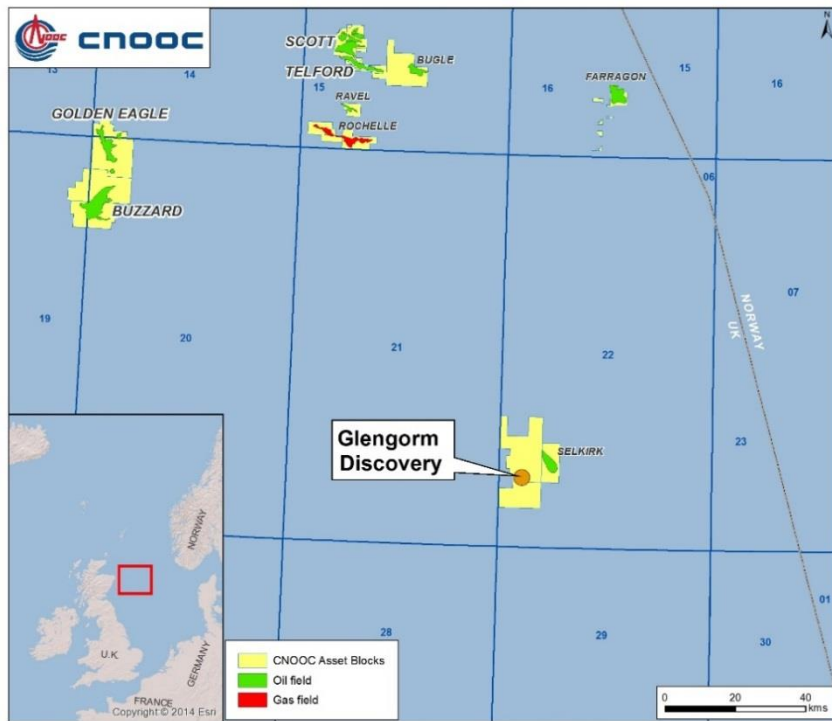 CNOOC
CNOOC
N
13
14
15
16
15
16
SCOTT
TELFORD
BUGLE
RAVEL
ROCHELLE
FARRAGON
GOLDEN EAGLE
BUZZARD
06
07
NORWAY
UK
19
20
21
22
23
Glengorm
Discovery
SELKIRK
28
29
30
01
NORWAY
U.K.
GERMANY
FRANCE
Copyright © 2014 Esri
CNOOC Asset Blocks
Oil field
Gas field
0 20 40
kms